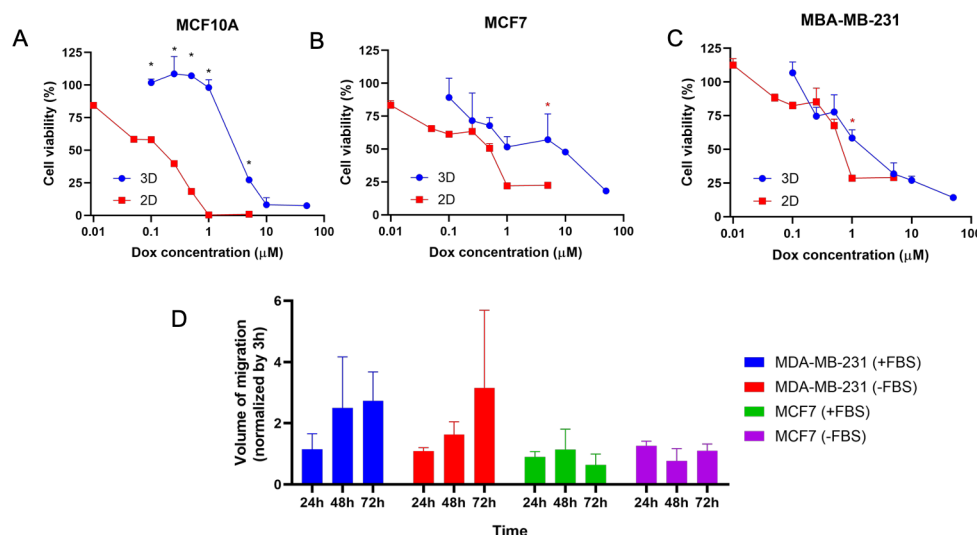 A
MCF10A
Cell viability (%)
125
100
75
50
25
0
* * * * *
3D
2D
0.01 0.1 1 10 100
Dox concentration (μM)
B
MCF7
Cell viability (%)
125
100
75
50
25
0
*
3D
2D
0.01 0.1 1 10 100
Dox concentration (μM)
C
MBA-MB-231
Cell viability (%)
125
100
75
50
25
0
*
3D
2D
0.01 0.1 1 10 100
Dox concentration (μM)
D
Volume of migration
(normalized by 3h)
6
4
2
0
24h 48h 72h 24h 48h 72h 24h 48h 72h 24h 48h 72h
Time
MDA-MB-231 (+FBS)
MDA-MB-231 (-FBS)
MCF7 (+FBS)
MCF7 (-FBS)